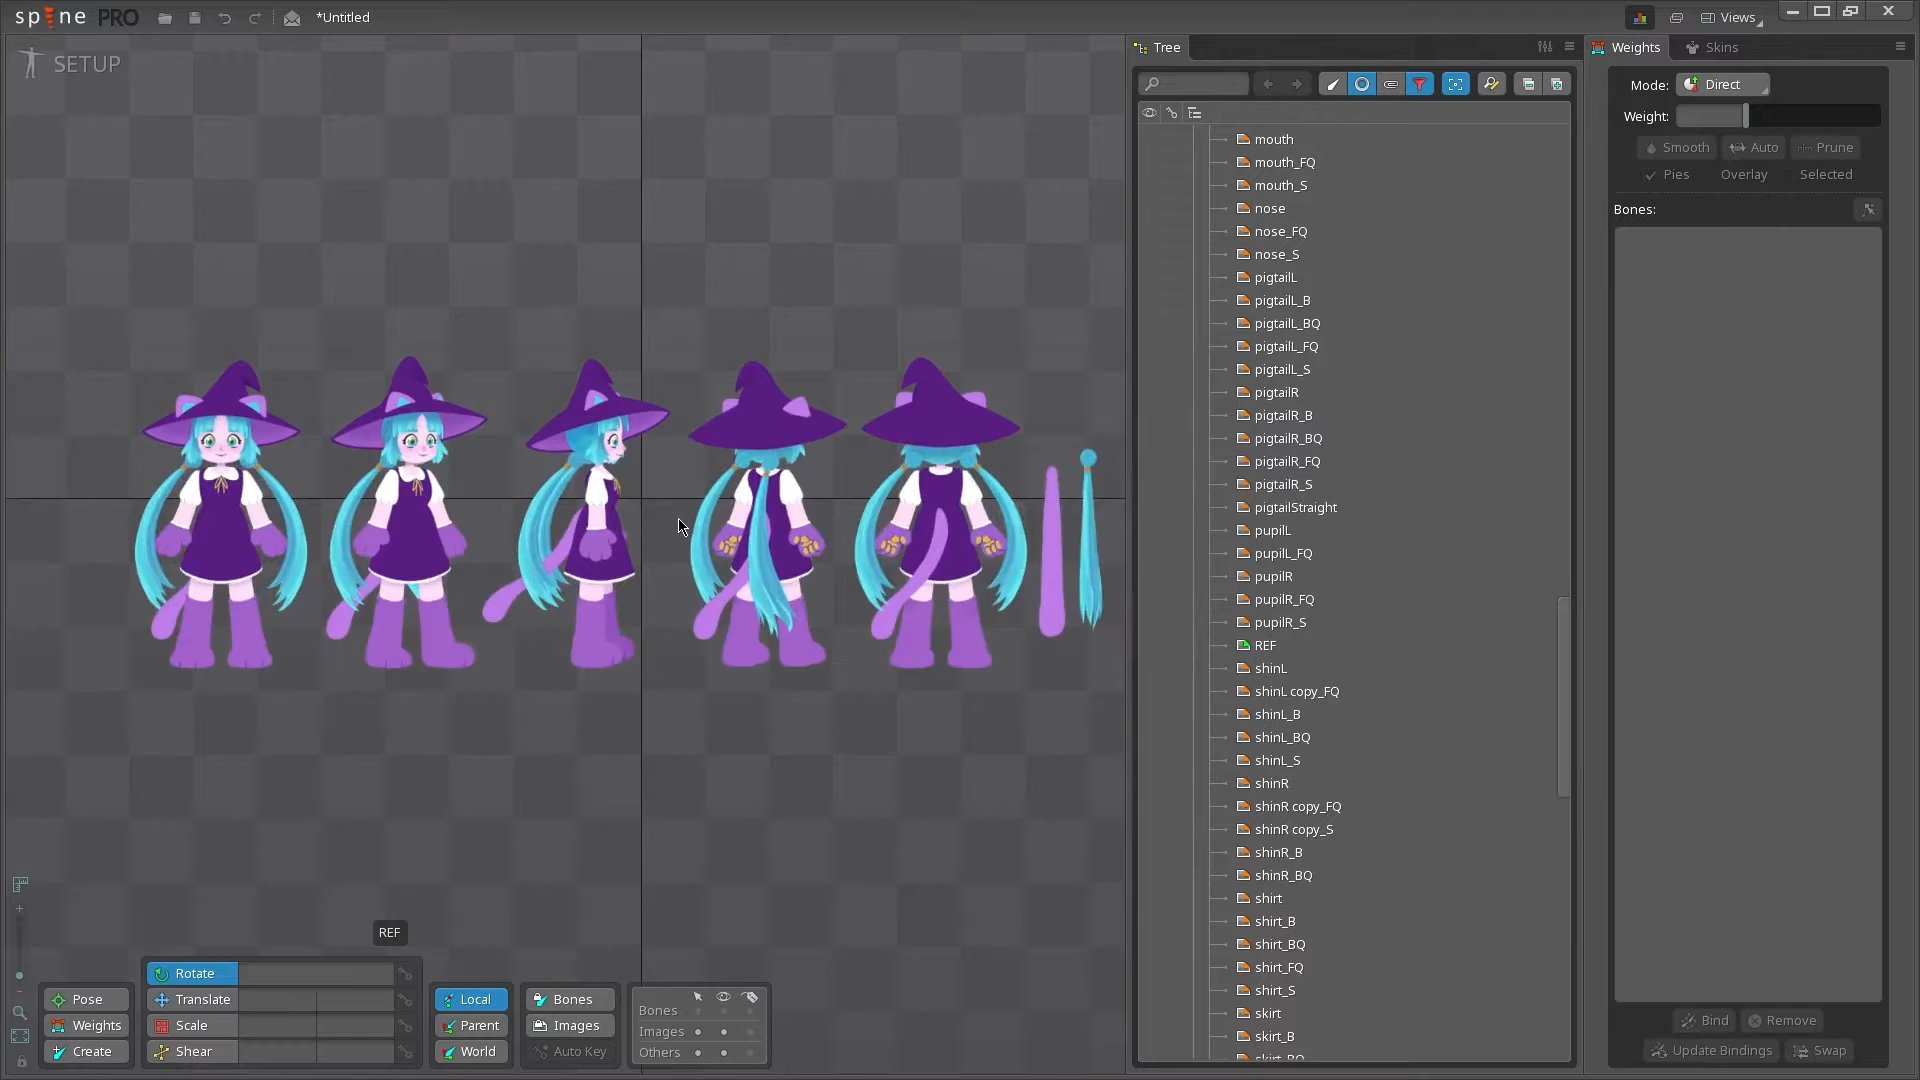 spine PRO
*Untitled
Views
SETUP
Tree
Weights
Skins
Mode:
Direct
Weight:
Smooth
Auto
Prune
Pies
Overlay
Selected
Bones:
mouth
mouth_FQ
mouth_S
nose
nose_FQ
nose_S
pigtailL
pigtailL_B
pigtailL_BQ
pigtailL_FQ
pigtailL_S
pigtailR
pigtailR_B
pigtailR_BQ
pigtailR_FQ
pigtailR_S
pigtailStraight
pupilL
pupilL_FQ
pupilR
pupilR_FQ
pupilR_S
REF
shinL
shinL copy_FQ
shinL_B
shinL_BQ
shinL_S
shinR
shinR copy_FQ
shinR copy_S
shinR_B
shinR_BQ
shirt
shirt_B
shirt_BQ
shirt_FQ
shirt_S
skirt
skirt_B
skirt_BQ
REF
Pose
Weights
Create
Rotate
Translate
Scale
Shear
Local
Parent
World
Bones
Images
Auto Key
Bones
Images
Others
Bind
Remove
Update Bindings
Swap